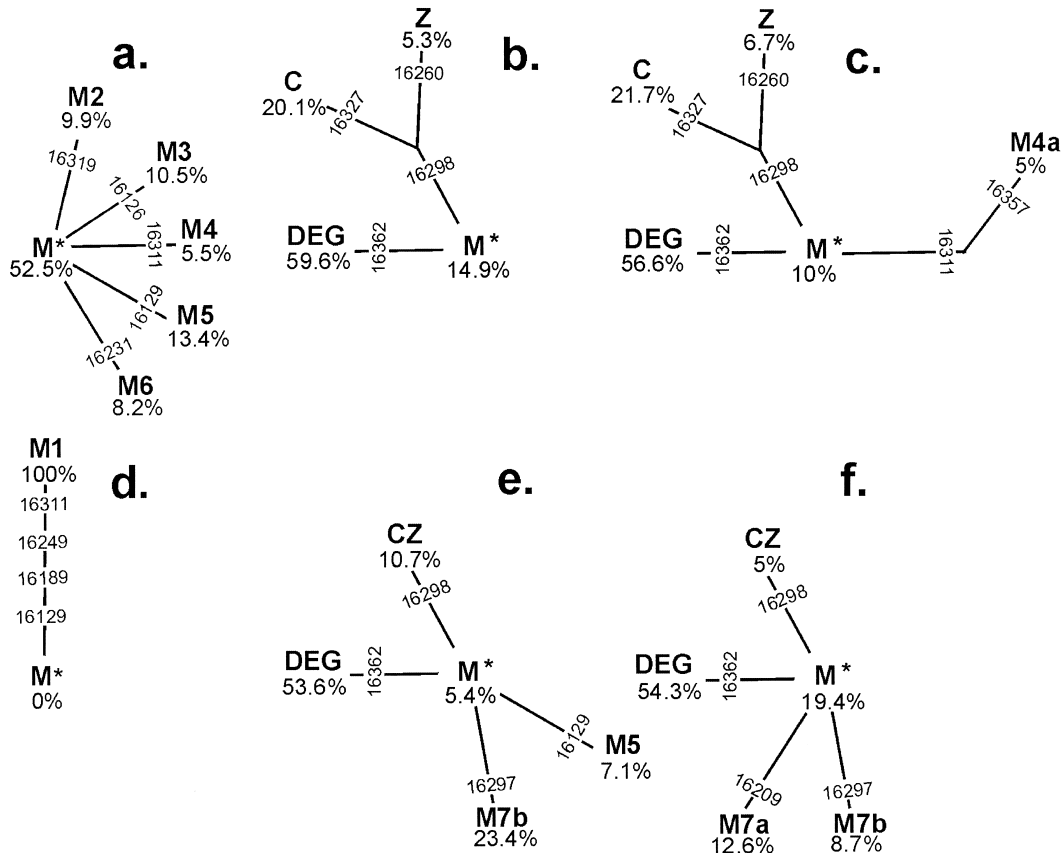 a.
M2
9.9%
16319
M3
10.5%
16126
M*
52.5%
16311
M4
5.5%
16129
M5
13.4%
16231
M6
8.2%
b.
Z
5.3%
16260
C
20.1%
16327
16298
DEG
59.6%
16362
M*
14.9%
c.
Z
6.7%
16260
C
21.7%
16327
16298
DEG
56.6%
16362
M*
10%
16311
16357
M4a
5%
d.
M1
100%
16311
16249
16189
16129
M*
0%
e.
CZ
10.7%
16298
DEG
53.6%
16362
M*
5.4%
16129
M5
7.1%
16297
M7b
23.4%
f.
CZ
5%
16298
DEG
54.3%
16362
M*
19.4%
16209
M7a
12.6%
16297
M7b
8.7%